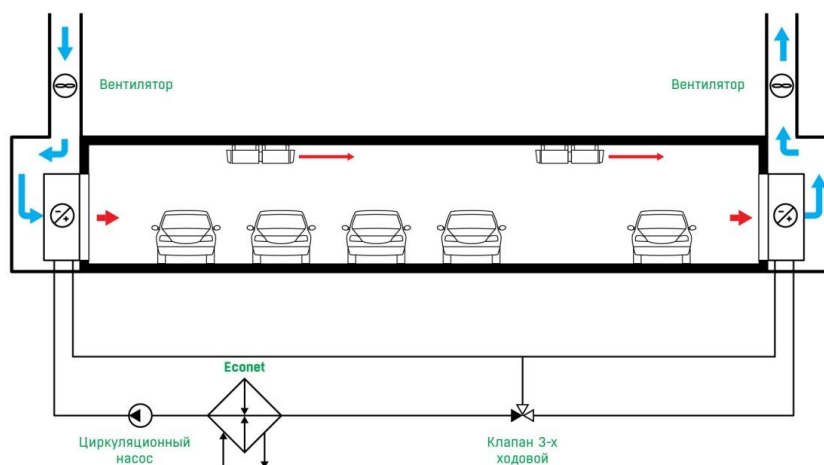 Вентилятор
Вентилятор
Econet
Циркуляционный
насос
Клапан 3-х
ходовой